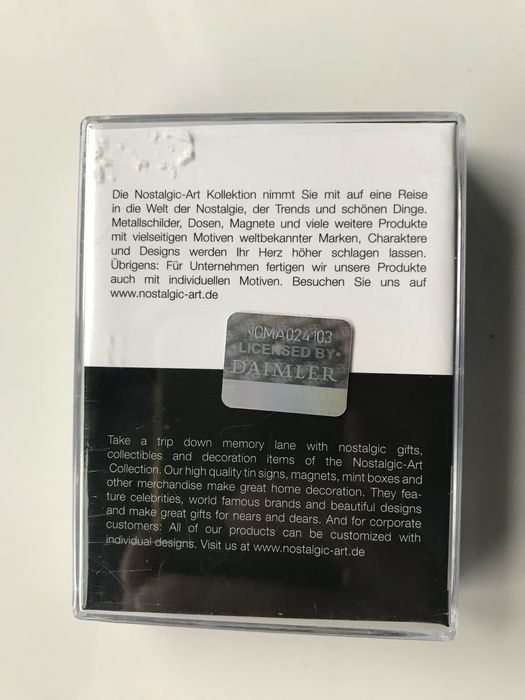 Die Nostalgic-Art Kollektion nimmt Sie mit auf eine Reise
in die Welt der Nostalgie, der Trends und schönen Dinge.
Metallschilder, Dosen, Magnete und viele weitere Produkte
mit vielseitigen Motiven weltbekannter Marken, Charaktere
und Designs werden Ihr Herz höher schlagen lassen.
Übrigens: Für Unternehmen fertigen wir unsere Produkte
auch mit individuellen Motiven. Besuchen Sie uns auf
www.nostalgic-art.de
NOMA024103
•LICENSED BY•
DAIMLER
Take a trip down memory lane with nostalgic gifts,
collectibles and decoration items of the Nostalgic-Art
Collection. Our high quality tin signs, magnets, mint boxes and
other merchandise make great home decoration. They fea-
ture celebrities, world famous brands and beautiful designs
and make great gifts for nears and dears. And for corporate
customers: All of our products can be customized with
individual designs. Visit us at www.nostalgic-art.de